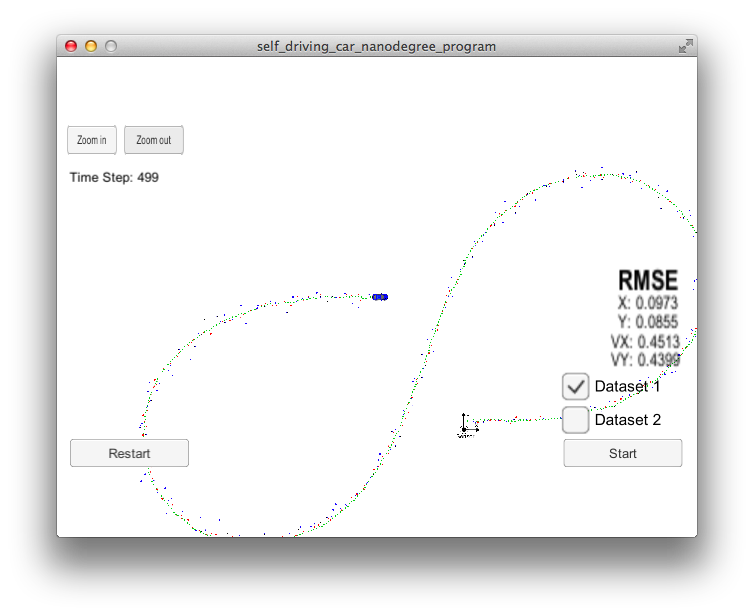 self_driving_car_nanodegree_program
Zoom in
Zoom out
Time Step: 499
RMSE
X: 0.0973
Y: 0.0855
VX: 0.4513
VY: 0.4399
Dataset 1
Dataset 2
Restart
Start